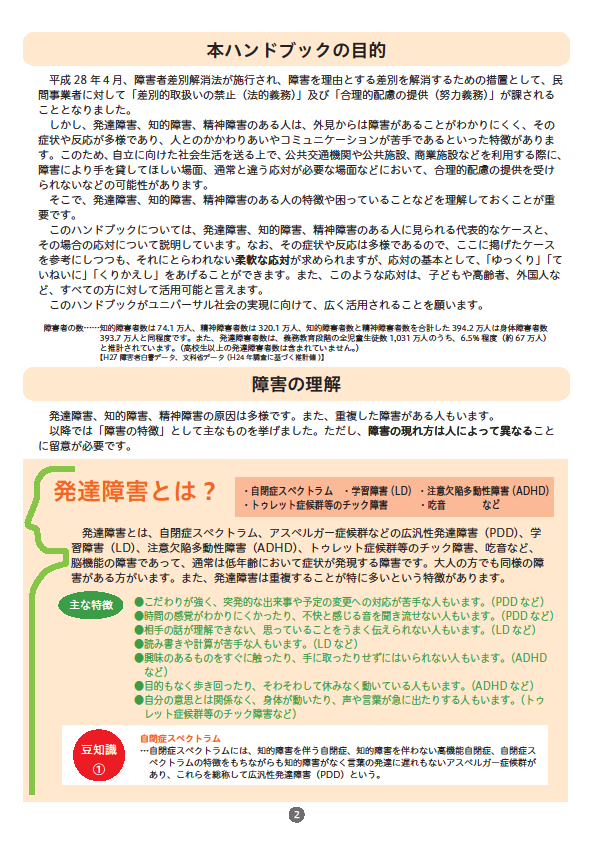 本ハンドブックの目的
平成 28 年４月、障害者差別解消法が施行され、障害を理由とする差別を解消するための措置として、民
間事業者に対して「差別的取扱いの禁止（法的義務）」及び「合理的配慮の提供（努力義務）」が課される
こととなりました。
しかし、発達障害、知的障害、精神障害のある人は、外見からは障害があることがわかりにくく、その
症状や反応が多様であり、人とのかかわりあいやコミュニケーションが苦手であるといった特徴がありま
す。このため、自立に向けた社会生活を送る上で、公共交通機関や公共施設、商業施設などを利用する際に、
障害により手を貸してほしい場面、通常と違う応対が必要な場面などにおいて、合理的配慮の提供を受け
られないなどの可能性があります。
そこで、発達障害、知的障害、精神障害のある人の特徴や困っていることなどを理解しておくことが重
要です。
このハンドブックについては、発達障害、知的障害、精神障害のある人に見られる代表的なケースと、
その場合の応対について説明しています。なお、その症状や反応は多様であるので、ここに掲げたケース
を参考にしつつも、それにとらわれない柔軟な応対が求められますが、応対の基本として、「ゆっくり」「て
いねいに」「くりかえし」をあげることができます。また、このような応対は、子どもや高齢者、外国人な
ど、すべての方に対して活用可能と言えます。
このハンドブックがユニバーサル社会の実現に向けて、広く活用されることを願います。
障害者の数……知的障害者数は 74.1 万人、精神障害者数は 320.1 万人、知的障害者数と精神障害者数を合計した 394.2 万人は身体障害者数
393.7 万人と同程度です。また、発達障害者数は、義務教育段階の全児童生徒数 1,031 万人のうち、6.5％ 程度（約 67 万人）
と推計されています。（高校生以上の発達障害者数は含まれていません。）
【H27 障害者白書データ、文科省データ（H24 年調査に基づく推計値）】
障害の理解
発達障害、知的障害、精神障害の原因は多様です。また、重複した障害がある人もいます。
以降では「障害の特徴」として主なものを挙げました。ただし、障害の現れ方は人によって異なること
に留意が必要です。
発達障害とは？
・自閉症スペクトラム ・学習障害（LD） ・注意欠陥多動性障害（ADHD）
・トゥレット症候群等のチック障害 ・吃音 など
発達障害とは、自閉症スペクトラム、アスペルガー症候群などの広汎性発達障害（PDD）、学
習障害（LD）、注意欠陥多動性障害（ADHD）、トゥレット症候群等のチック障害、吃音など、
脳機能の障害であって、通常は低年齢において症状が発現する障害です。大人の方でも同様の障
害がある方がいます。また、発達障害は重複することが特に多いという特徴があります。
主な特徴
●こだわりが強く、突発的な出来事や予定の変更への対応が苦手な人もいます。（PDD など）
●時間の感覚がわかりにくかったり、不快と感じる音を聞き流せない人もいます。（PDD など）
●相手の話が理解できない、思っていることをうまく伝えられない人もいます。（LD など）
●読み書きや計算が苦手な人もいます。（LD など）
●興味のあるものをすぐに触ったり、手に取ったりせずにはいられない人もいます。（ADHD
など）
●目的もなく歩き回ったり、そわそわして休みなく動いている人もいます。（ADHD など）
●自分の意思とは関係なく、身体が動いたり、声や言葉が急に出たりする人もいます。（トゥ
レット症候群等のチック障害など）
豆知識
①
自閉症スペクトラム
…自閉症スペクトラムには、知的障害を伴う自閉症、知的障害を伴わない高機能自閉症、自閉症ス
ペクトラムの特徴をもちながらも知的障害がなく言葉の発達に遅れもないアスペルガー症候群が
あり、これらを総称して広汎性発達障害（PDD）という。
2